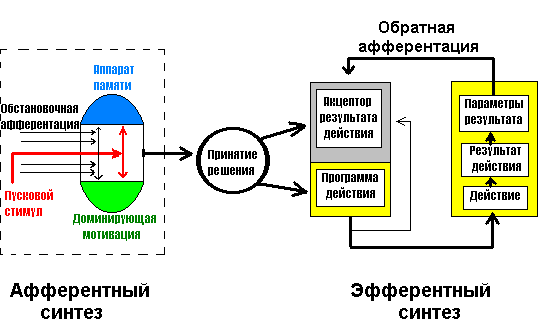 Обратная
афферентация
Аппарат
памяти
Обстановочная
афферентация
Пусковой
стимул
Доминирующая
мотивация
Принятие
решения
Акцептор
результата
действия
Программа
действия
Параметры
результата
Результат
действия
Действие
Афферентный
синтез
Эфферентный
синтез